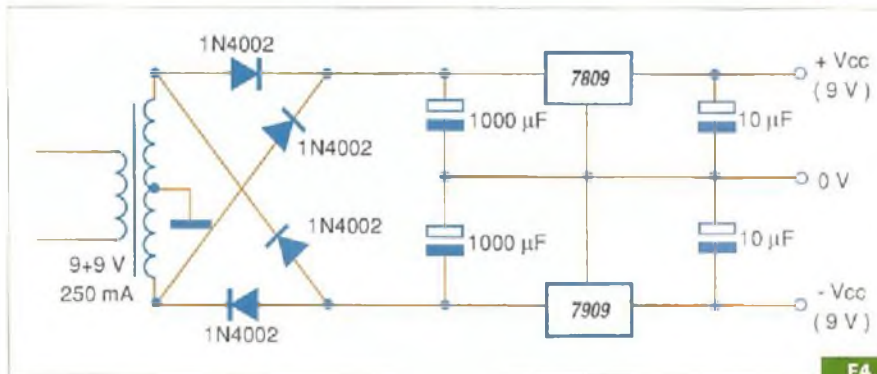 1N4002
1N4002
1N4002
1N4002
9+9 V
250 mA
1000 µF
1000 µF
7809
7909
10 µF
10 µF
+ Vcc
( 9 V )
0 V
- Vcc
( 9 V )
F4